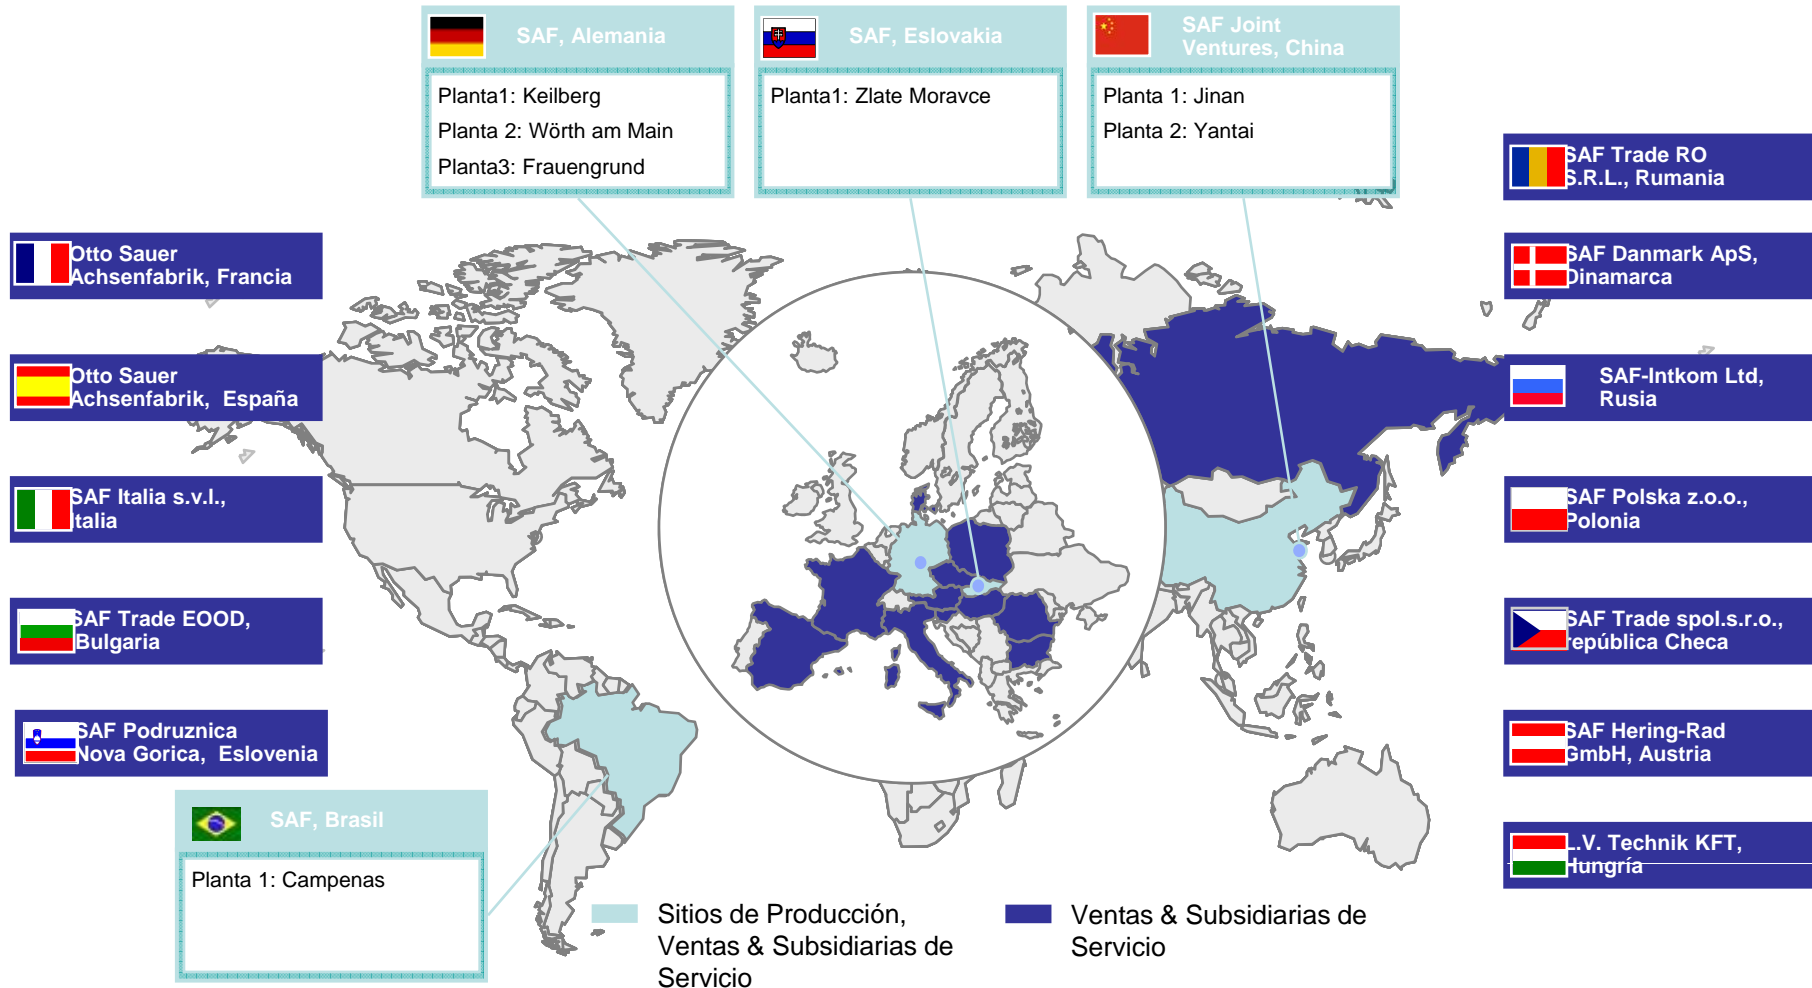 SAF, Alemania
Planta1: Keilberg
Planta 2: Wörth am Main
Planta3: Frauengrund
SAF, Eslovakia
Planta1: Zlate Moravce
SAF Joint
Ventures, China
Planta 1: Jinan
Planta 2: Yantai
Otto Sauer
Achsenfabrik, Francia
Otto Sauer
Achsenfabrik, España
SAF Italia s.v.l.,
Italia
SAF Trade EOOD,
Bulgaria
SAF Podruznica
Nova Gorica, Eslovenia
SAF, Brasil
Planta 1: Campenas
SAF Trade RO
S.R.L., Rumania
SAF Danmark ApS,
Dinamarca
SAF-Intkom Ltd,
Rusia
SAF Polska z.o.o.,
Polonia
SAF Trade spol.s.r.o.,
república Checa
SAF Hering-Rad
GmbH, Austria
L.V. Technik KFT,
Hungría
Sitios de Producción,
Ventas & Subsidiarias de
Servicio
Ventas & Subsidiarias de
Servicio